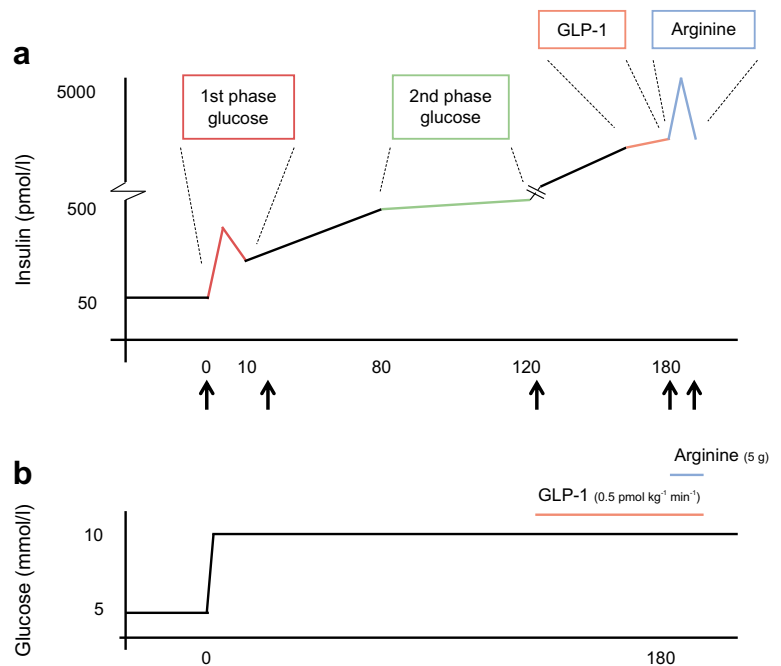 GLP-1
Arginine
a
5000
1st phase
glucose
2nd phase
glucose
500
50
Insulin (pmol/l)
0 10 80 120 180
b
Arginine (5 g)
GLP-1 (0.5 pmol kg⁻¹ min⁻¹)
10
5
Glucose (mmol/l)
0 180